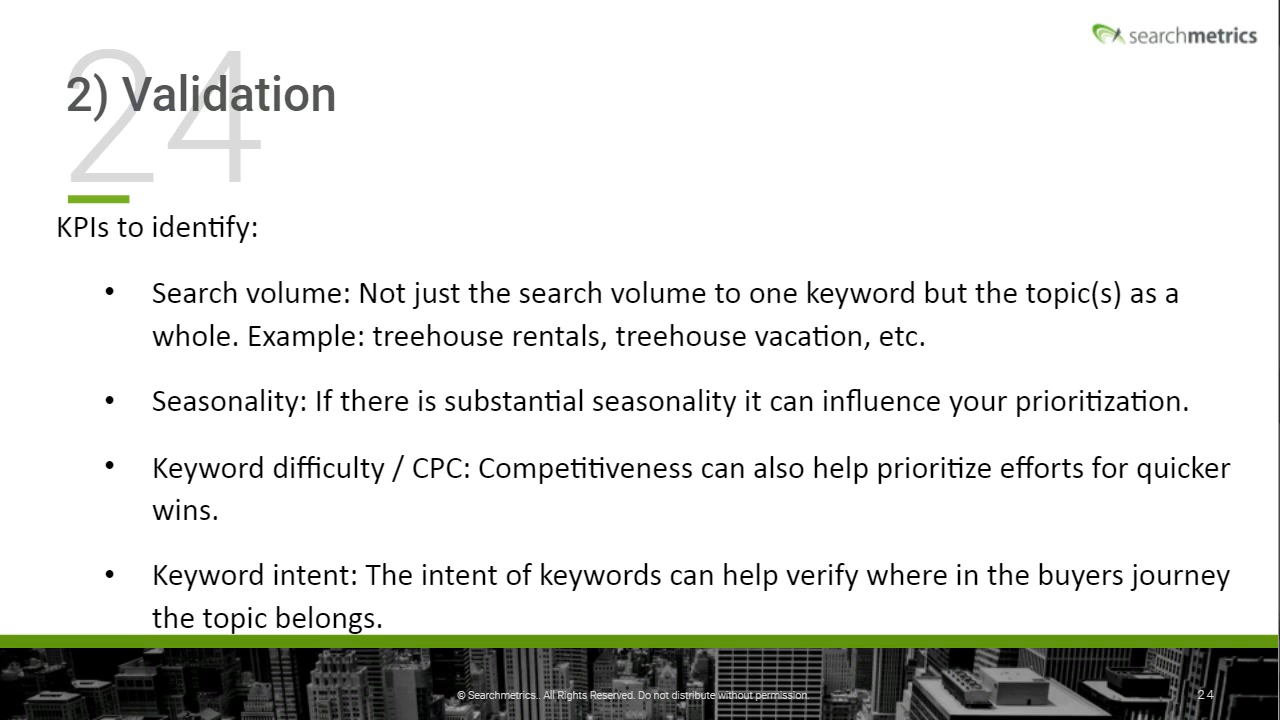 searchmetrics
24
2) Validation
KPIs to identify:
• Search volume: Not just the search volume to one keyword but the topic(s) as a
whole. Example: treehouse rentals, treehouse vacation, etc.
• Seasonality: If there is substantial seasonality it can influence your prioritization.
• Keyword difficulty / CPC: Competitiveness can also help prioritize efforts for quicker
wins.
• Keyword intent: The intent of keywords can help verify where in the buyers journey
the topic belongs.
© Searchmetrics.. All Rights Reserved. Do not distribute without permission.
24